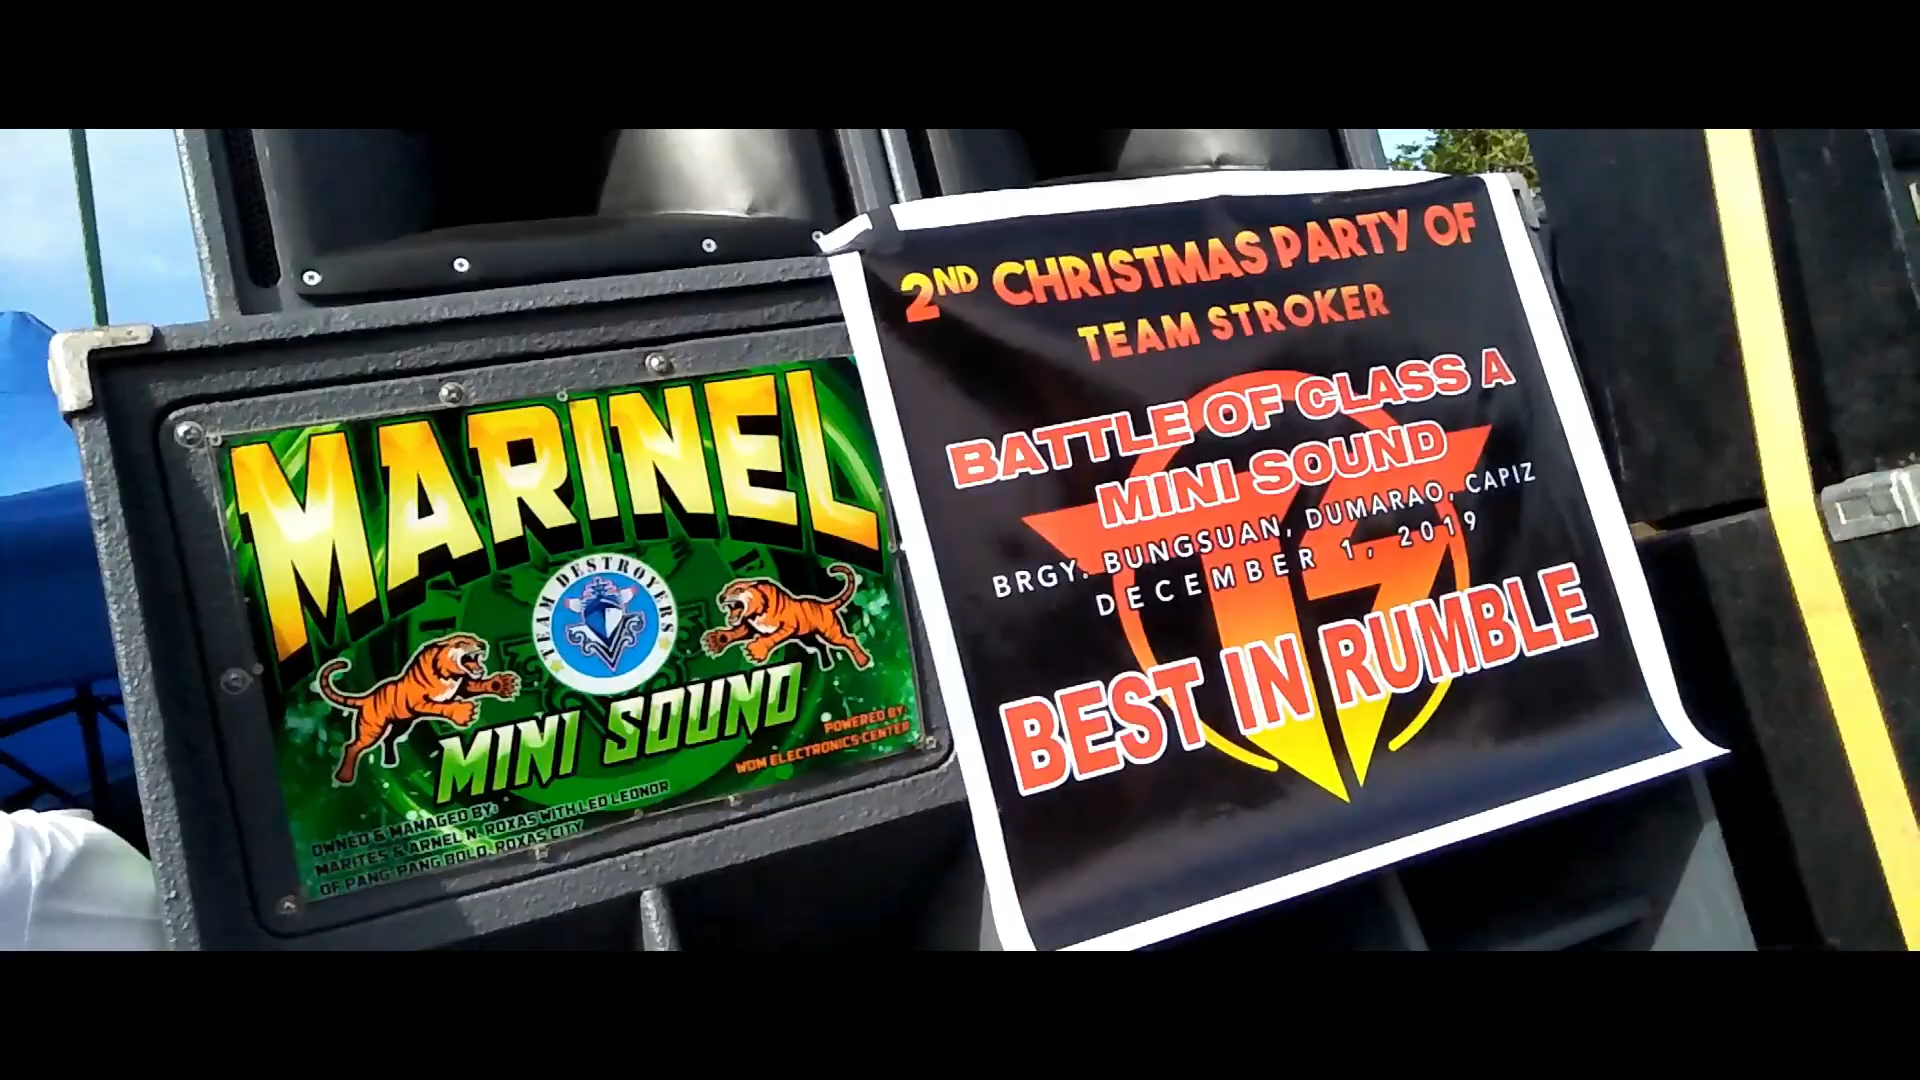 MARINEL
TEAM DESTROYERS
MINI SOUND
POWERED BY:
WDM ELECTRONICS CENTER
OWNED & MANAGED BY:
MARITES & ARNEL N. ROXAS WITH LEO LEONOR
OF PANG-PANG BOLO, ROXAS CITY
2ND CHRISTMAS PARTY OF
TEAM STROKER
BATTLE OF CLASS A
MINI SOUND
BRGY. BUNGSUAN, DUMARAO, CAPIZ
DECEMBER 1, 2019
BEST IN RUMBLE